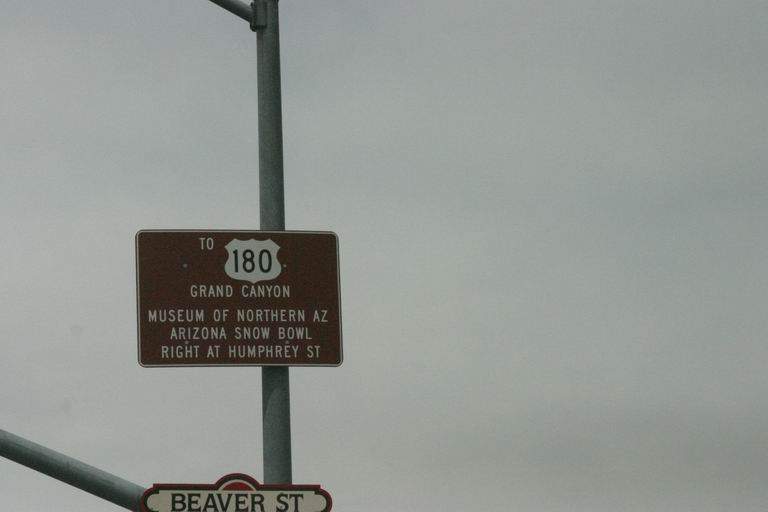 TO 180
GRAND CANYON
MUSEUM OF NORTHERN AZ
ARIZONA SNOW BOWL
RIGHT AT HUMPHREY ST
BEAVER ST